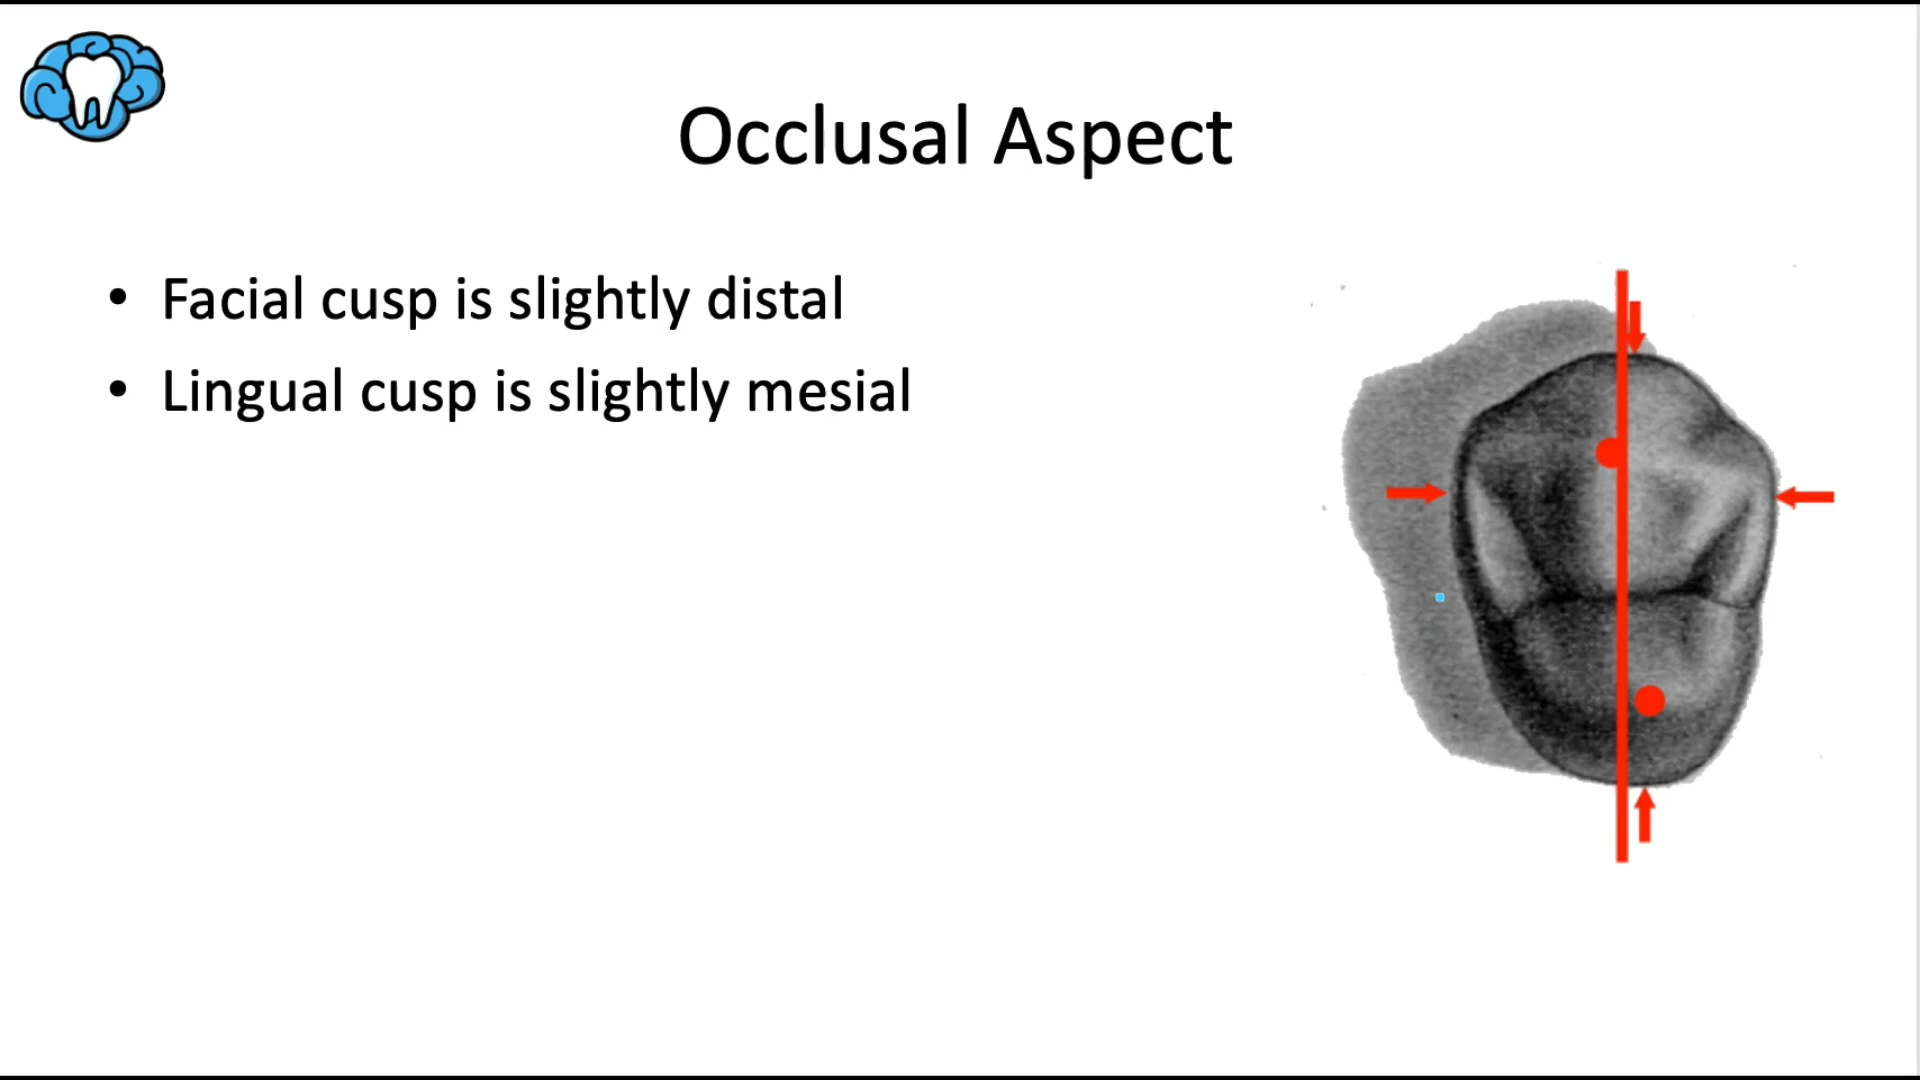 Occlusal Aspect
• Facial cusp is slightly distal
• Lingual cusp is slightly mesial